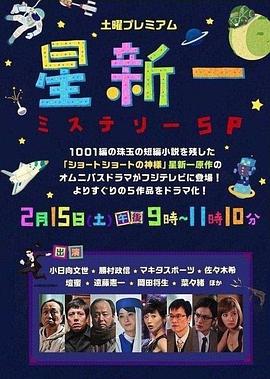 土曜プレミアム
星新一
ミステリーSP
1001編の珠玉の短編小説を残した
「ショートショートの神様」星新一原作の
オムニバスドラマがフジテレビに登場!
よりすぐりの5作品をドラマ化!
2月15日(土)午後9時~11時10分
出演
小日向文世★勝村政信★マキタスポーツ★佐々木希
壇蜜★遠藤憲一★岡田将生★菜々緒 ほか